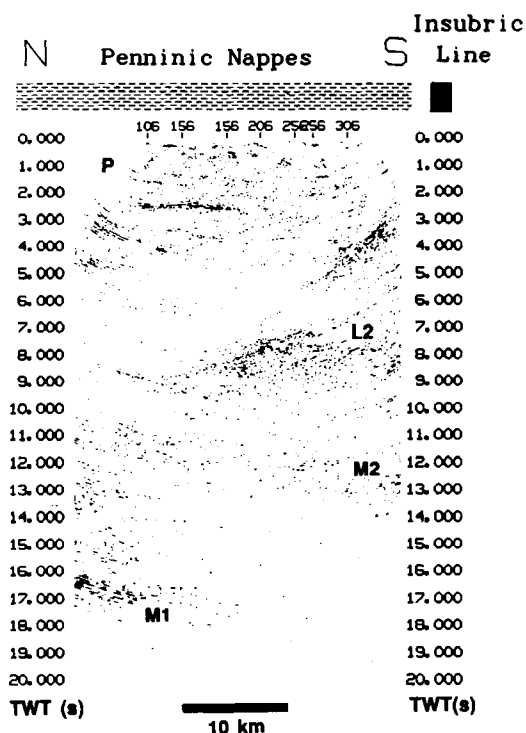 Insubric
N Penninic Nappes S Line
106 156 156 206 256 256 306
0.000 0.000
P
1.000 1.000
2.000 2.000
3.000 3.000
4.000 4.000
5.000 5.000
6.000 6.000
7.000 7.000
L2
8.000 8.000
9.000 9.000
10.000 10.000
11.000 11.000
12.000 12.000
M2
13.000 13.000
14.000 14.000
15.000 15.000
16.000 16.000
17.000 17.000
M1
18.000 18.000
19.000 19.000
20.000 20.000
TWT (s) TWT(s)
10 km